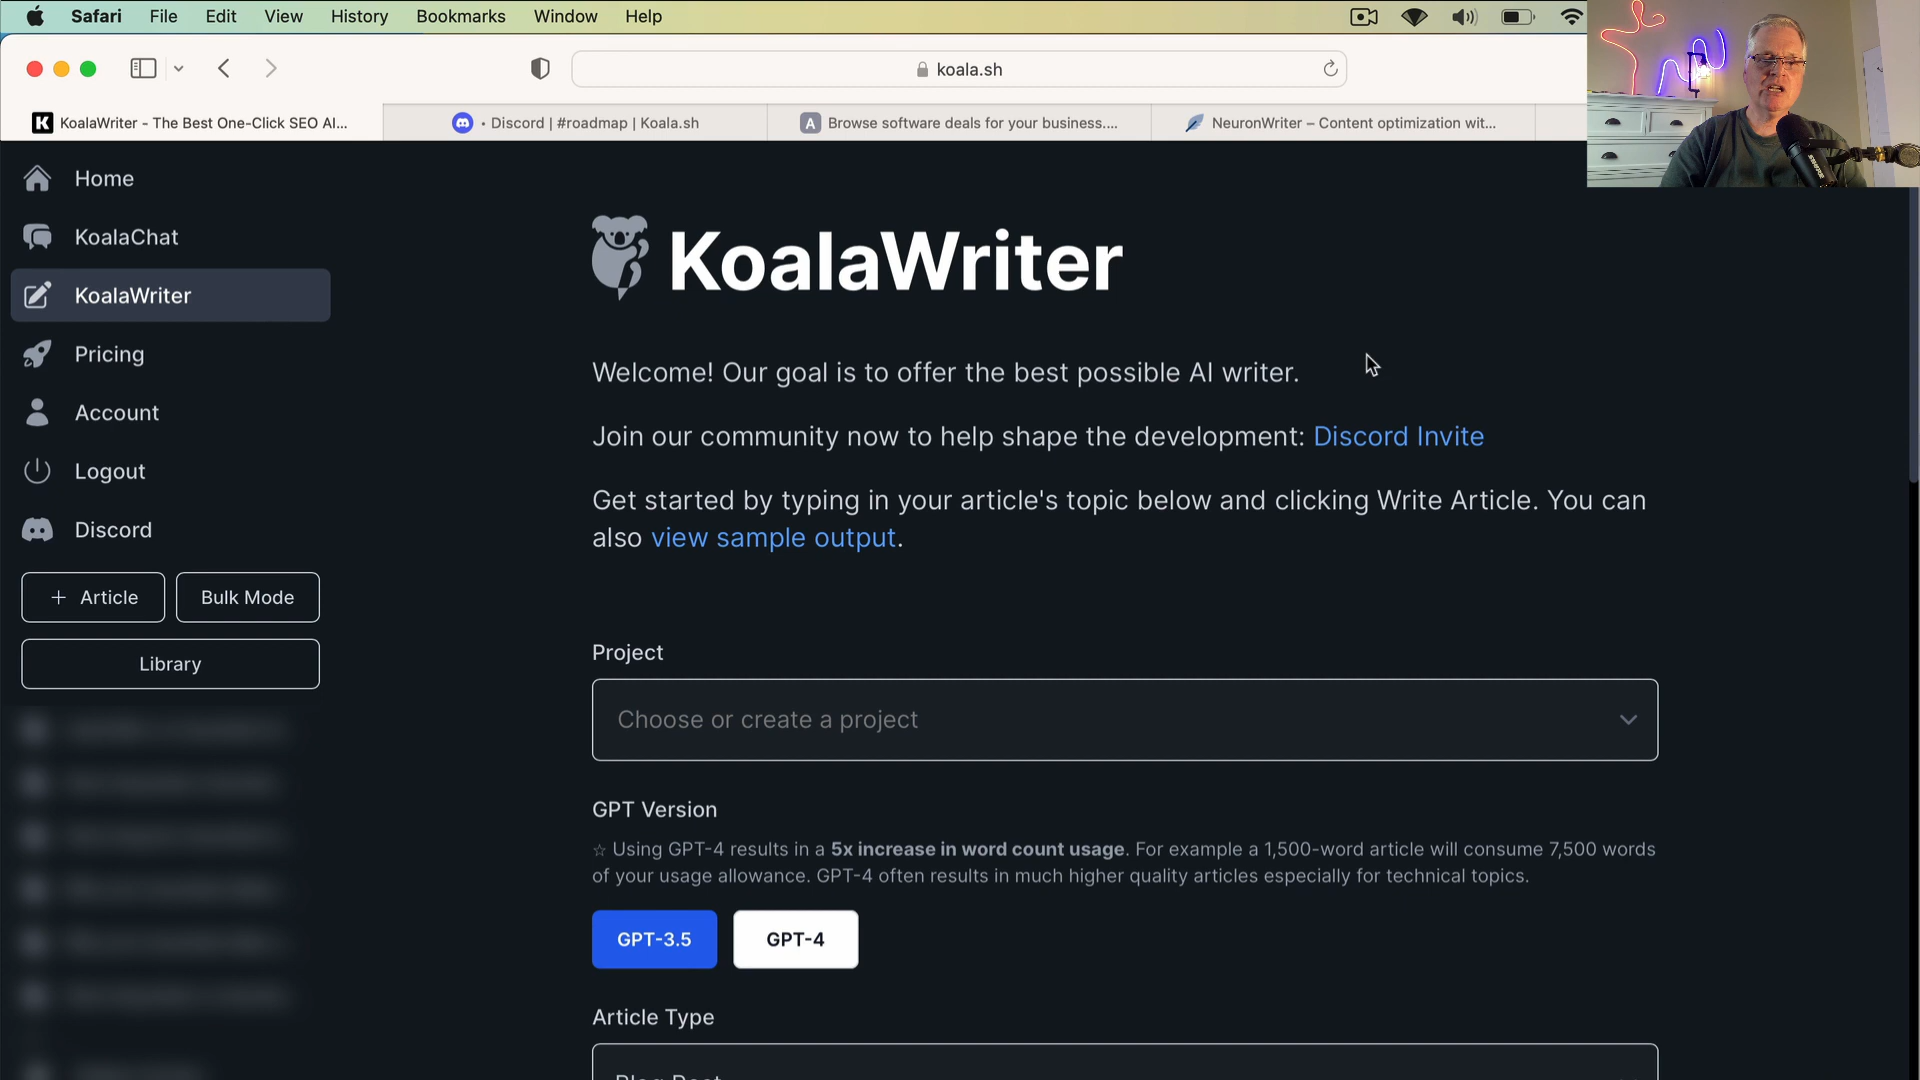 Safari File Edit View History Bookmarks Window Help
koala.sh
KoalaWriter - The Best One-Click SEO AI...
• Discord | #roadmap | Koala.sh
Browse software deals for your business....
NeuronWriter – Content optimization wit...
Home
KoalaChat
KoalaWriter
Pricing
Account
Logout
Discord
+ Article
Bulk Mode
Library
KoalaWriter
Welcome! Our goal is to offer the best possible AI writer.
Join our community now to help shape the development: Discord Invite
Get started by typing in your article's topic below and clicking Write Article. You can
also view sample output.
Project
Choose or create a project
GPT Version
☆ Using GPT-4 results in a 5x increase in word count usage. For example a 1,500-word article will consume 7,500 words
of your usage allowance. GPT-4 often results in much higher quality articles especially for technical topics.
GPT-3.5
GPT-4
Article Type
Blog Post